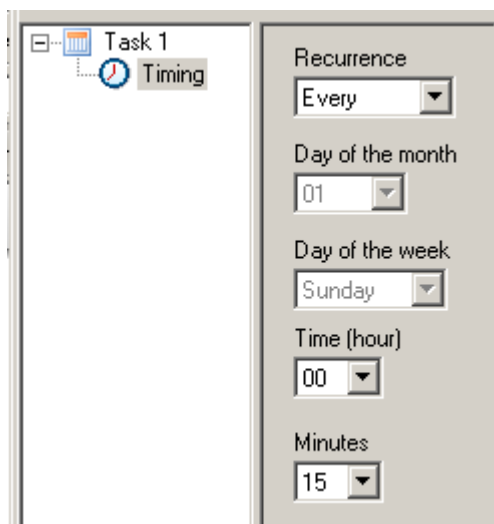 Task 1
Timing
Recurrence
Every
Day of the month
01
Day of the week
Sunday
Time (hour)
00
Minutes
15